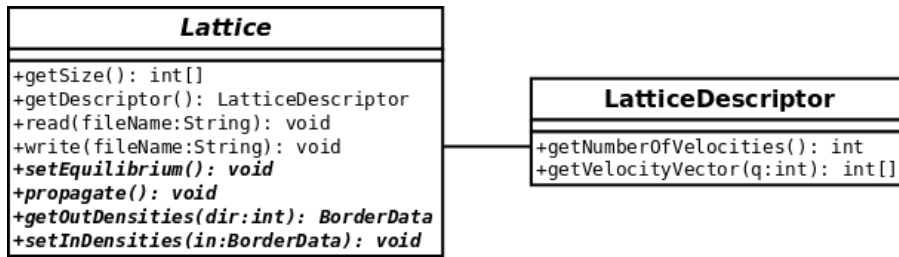 Lattice
+getSize(): int[]
+getDescriptor(): LatticeDescriptor
+read(fileName:String): void
+write(fileName:String): void
+setEquilibrium(): void
+propagate(): void
+getOutDensities(dir:int): BorderData
+setInDensities(in:BorderData): void
LatticeDescriptor
+getNumberOfVelocities(): int
+getVelocityVector(q:int): int[]